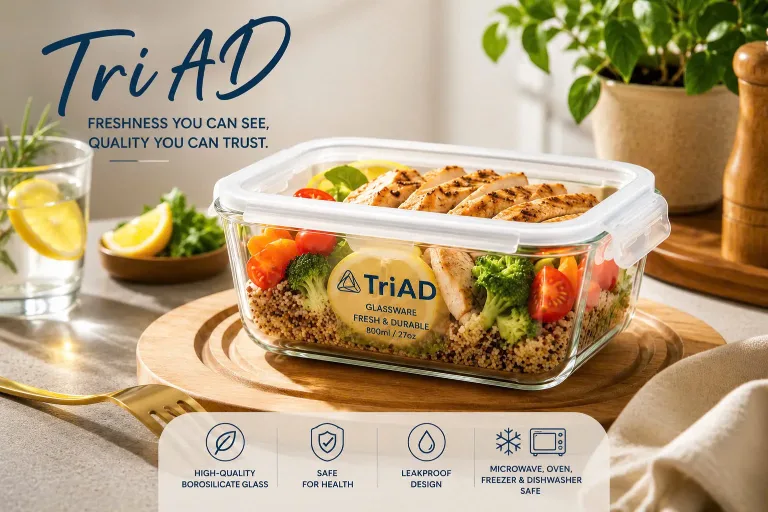 TriAD
FRESHNESS YOU CAN SEE,
QUALITY YOU CAN TRUST.
TriAD
GLASSWARE
FRESH & DURABLE
800ml / 27oz
HIGH-QUALITY
BOROSILICATE GLASS
SAFE
FOR HEALTH
LEAKPROOF
DESIGN
MICROWAVE, OVEN,
FREEZER & DISHWASHER
SAFE